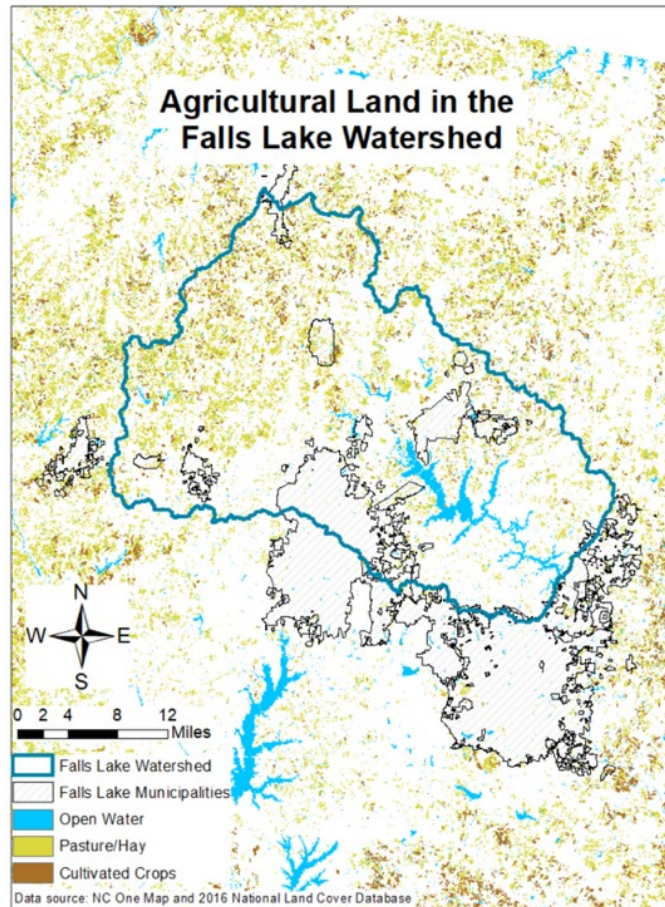 Agricultural Land in the
Falls Lake Watershed
N
W E
S
0 2 4 8 12
Miles
Falls Lake Watershed
Falls Lake Municipalities
Open Water
Pasture/Hay
Cultivated Crops
Data source: NC One Map and 2016 National Land Cover Database